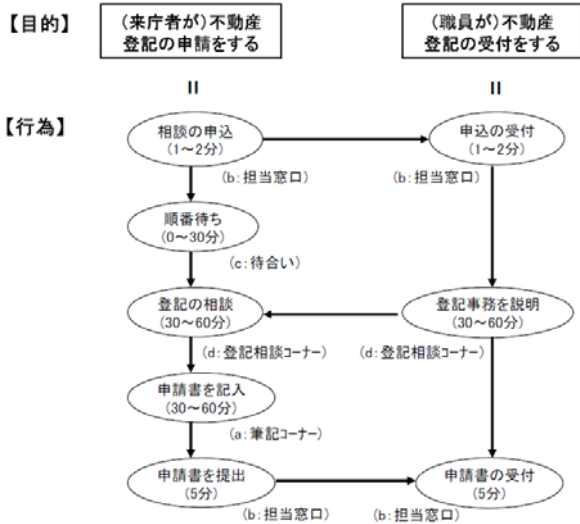 【目的】
(来庁者が)不動産
登記の申請をする
(職員が)不動産
登記の受付をする
=
=
【行為】
相談の申込
(1~2分)
申込の受付
(1~2分)
(b:担当窓口)
(b:担当窓口)
順番待ち
(0~30分)
(c:待合い)
登記の相談
(30~60分)
登記事務を説明
(30~60分)
(d:登記相談コーナー)
(d:登記相談コーナー)
申請書を記入
(30~60分)
(a:筆記コーナー)
申請書を提出
(5分)
申請書の受付
(5分)
(b:担当窓口)
(b:担当窓口)